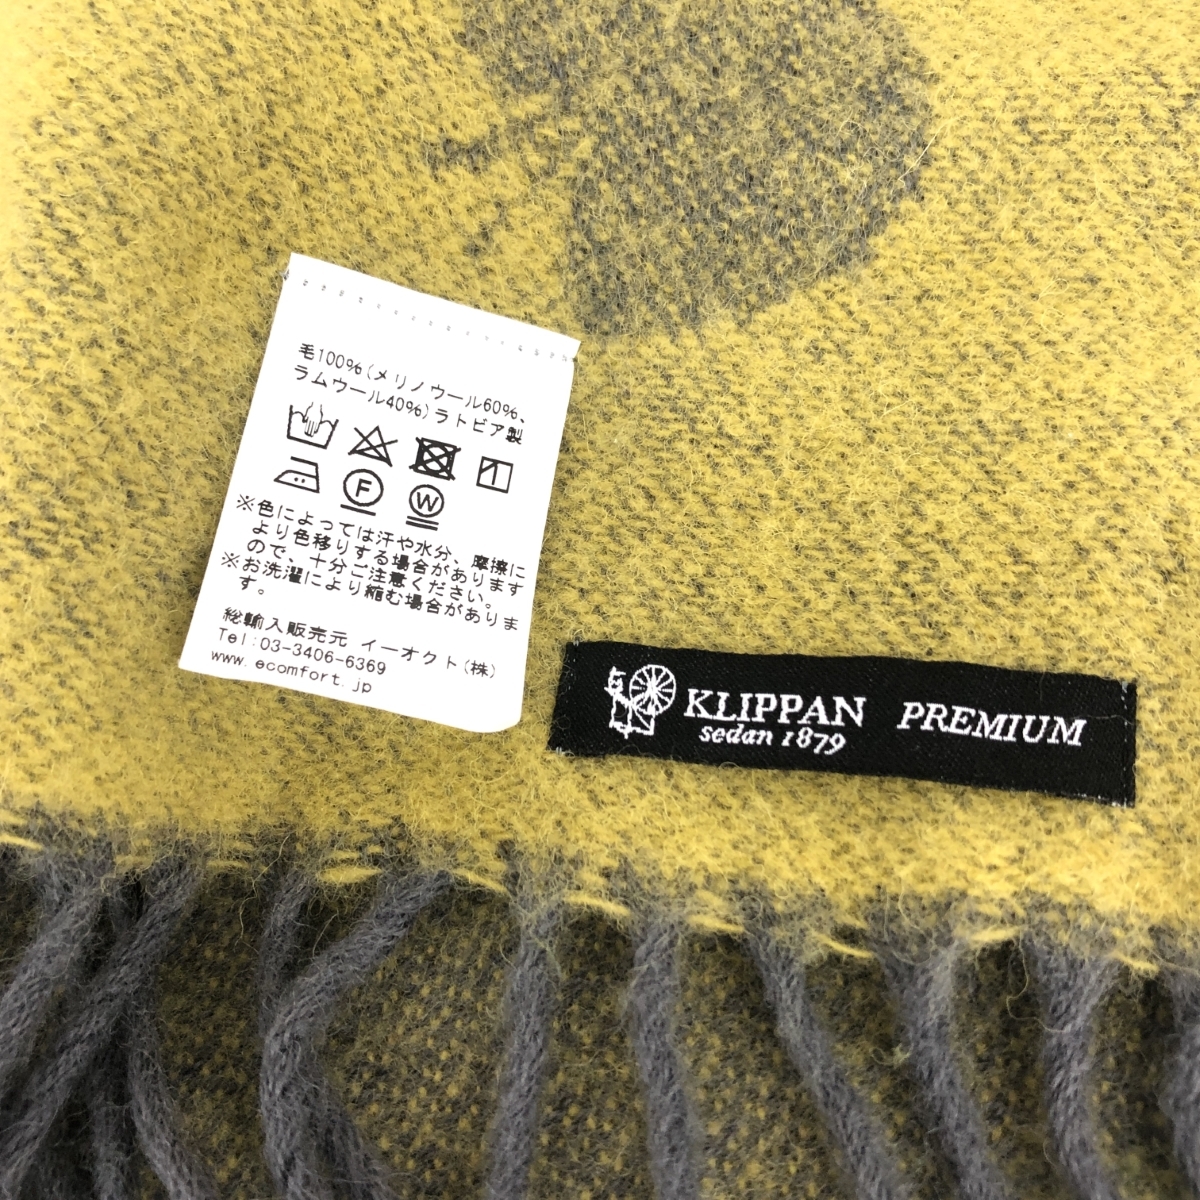 毛100%(メリノウール60%、
ラムウール40%)ラトビア製
1
F W
※色によっては汗や水分、摩擦に
より色移りする場合があります
ので、十分ご注意ください。
※お洗濯により縮む場合がありま
す。
総輸入販売元 イーオクト(株)
Tel:03-3406-6369
www.ecomfort.jp
KLIPPAN PREMIUM
sedan 1879